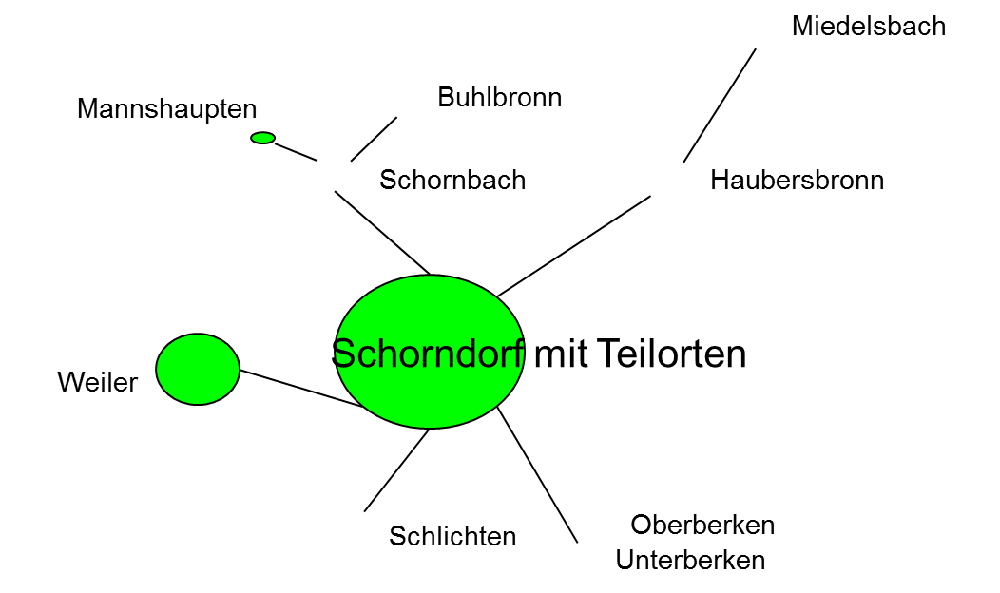 Miedelsbach
Buhlbronn
Mannshaupten
Schornbach
Haubersbronn
Schorndorf mit Teilorten
Weiler
Oberberken
Schlichten
Unterberken